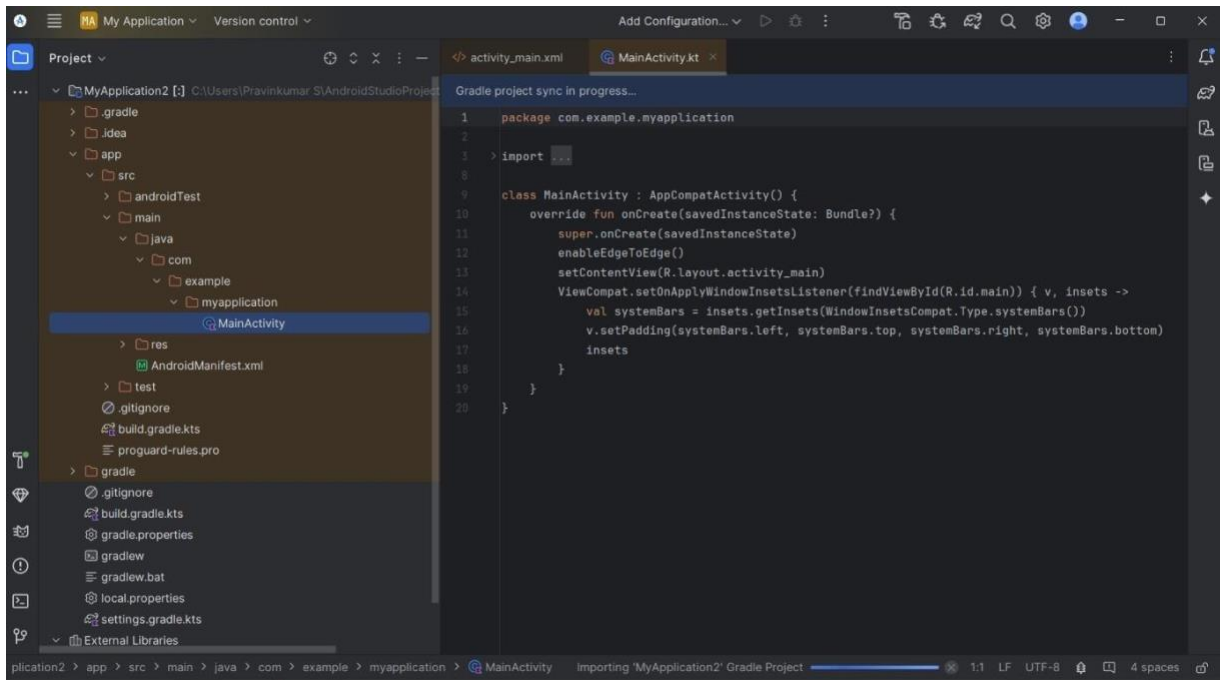 MA My Application Version control Add Configuration...
Project
activity_main.xml MainActivity.kt
MyApplication2 [:] C:\Users\Pravinkumar S\AndroidStudioProject
.gradle
.idea
app
src
androidTest
main
java
com
example
myapplication
MainActivity
res
AndroidManifest.xml
test
.gitignore
build.gradle.kts
proguard-rules.pro
gradle
.gitignore
build.gradle.kts
gradle.properties
gradlew
gradlew.bat
local.properties
settings.gradle.kts
External Libraries
Gradle project sync in progress...
1 package com.example.myapplication
2
3 import ...
8
9 class MainActivity : AppCompatActivity() {
10 override fun onCreate(savedInstanceState: Bundle?) {
11 super.onCreate(savedInstanceState)
12 enableEdgeToEdge()
13 setContentView(R.layout.activity_main)
14 ViewCompat.setOnApplyWindowInsetsListener(findViewById(R.id.main)) { v, insets ->
15 val systemBars = insets.getInsets(WindowInsetsCompat.Type.systemBars())
16 v.setPadding(systemBars.left, systemBars.top, systemBars.right, systemBars.bottom)
17 insets
18 }
19 }
20 }
plication2 > app > src > main > java > com > example > myapplication > MainActivity Importing 'MyApplication2' Gradle Project 1:1 LF UTF-8 4 spaces